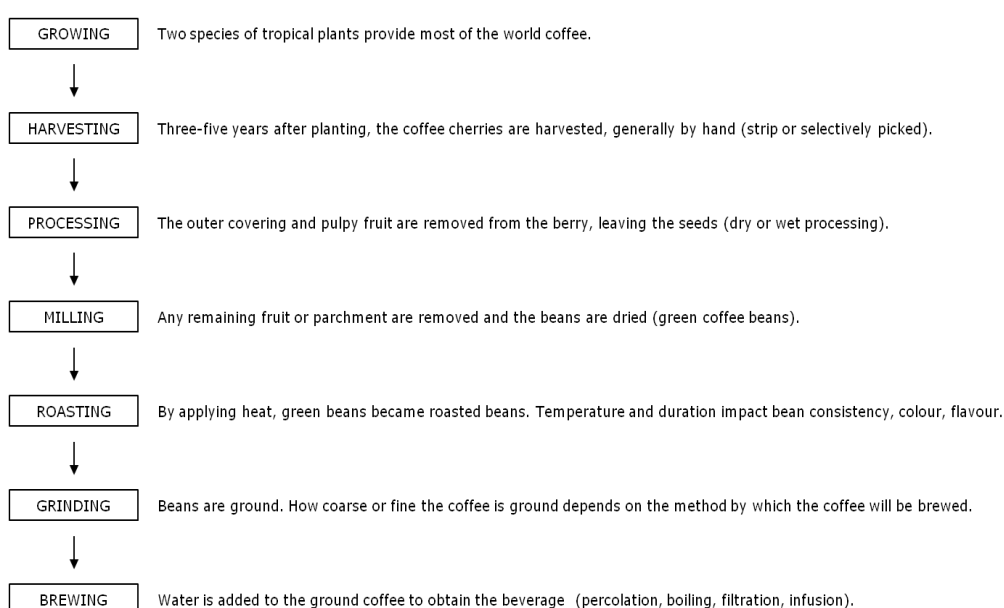 GROWING Two species of tropical plants provide most of the world coffee.
HARVESTING Three-five years after planting, the coffee cherries are harvested, generally by hand (strip or selectively picked).
PROCESSING The outer covering and pulpy fruit are removed from the berry, leaving the seeds (dry or wet processing).
MILLING Any remaining fruit or parchment are removed and the beans are dried (green coffee beans).
ROASTING By applying heat, green beans became roasted beans. Temperature and duration impact bean consistency, colour, flavour.
GRINDING Beans are ground. How coarse or fine the coffee is ground depends on the method by which the coffee will be brewed.
BREWING Water is added to the ground coffee to obtain the beverage (percolation, boiling, filtration, infusion).